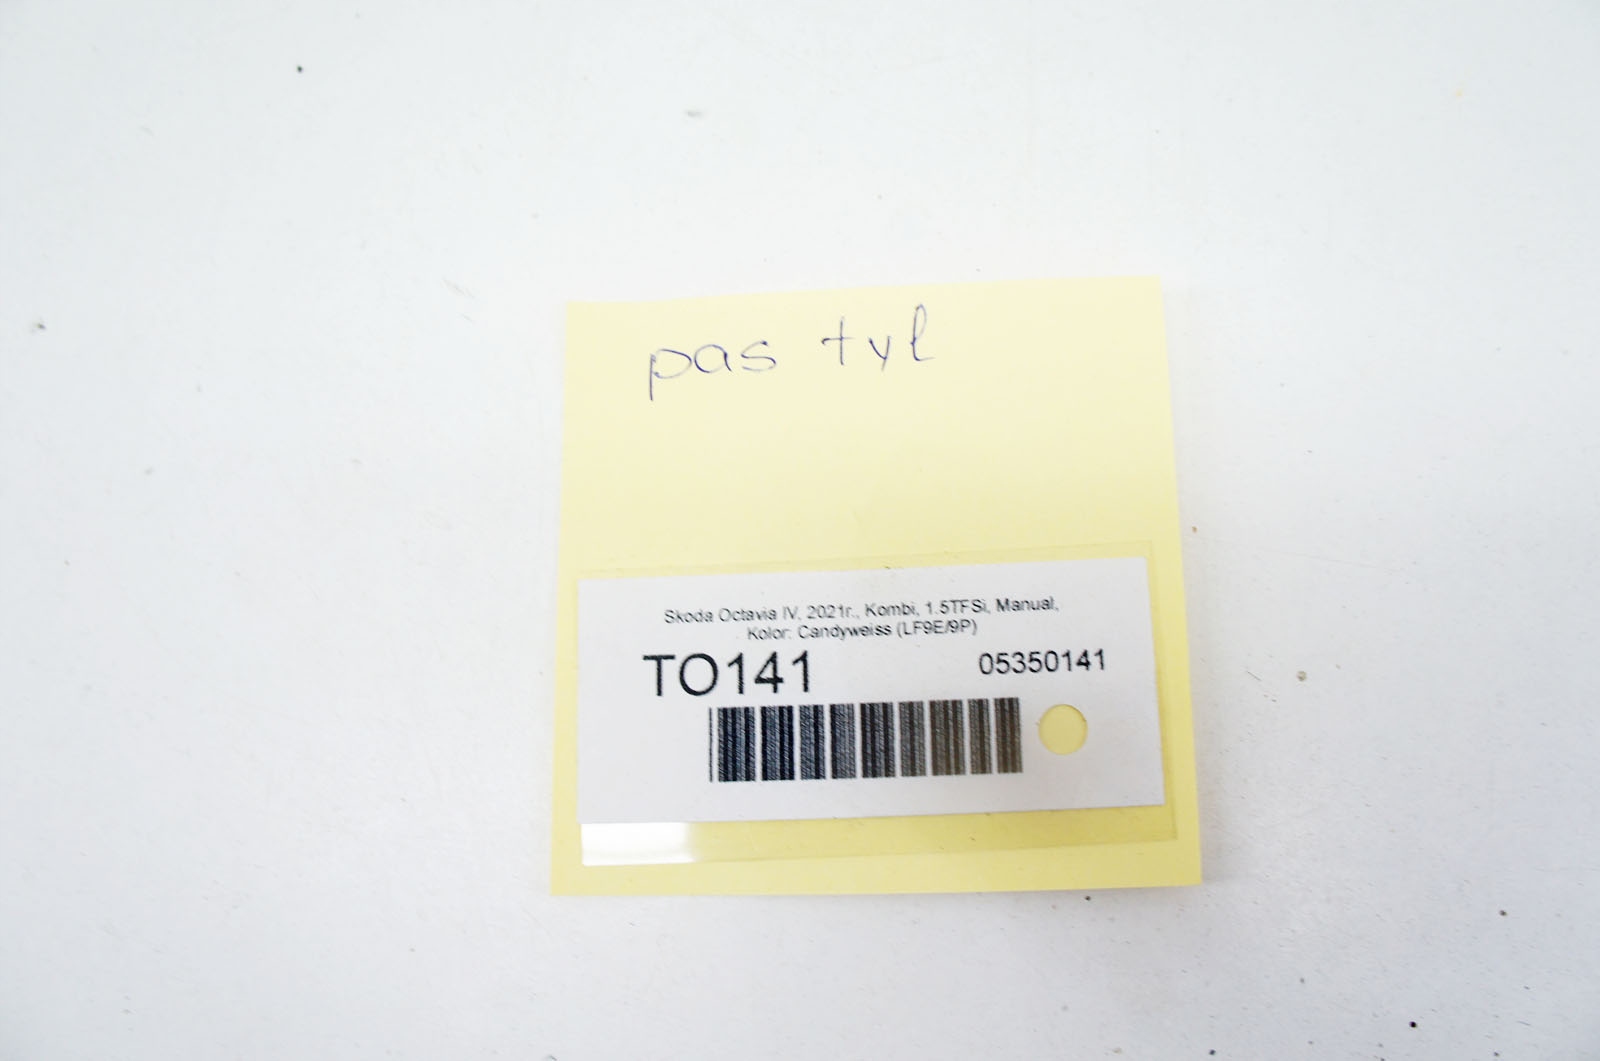 pas tyl
Skoda Octavia IV, 2021r., Kombi, 1.5TFSi, Manual,
Kolor: Candyweiss (LF9E/9P)
TO141
05350141